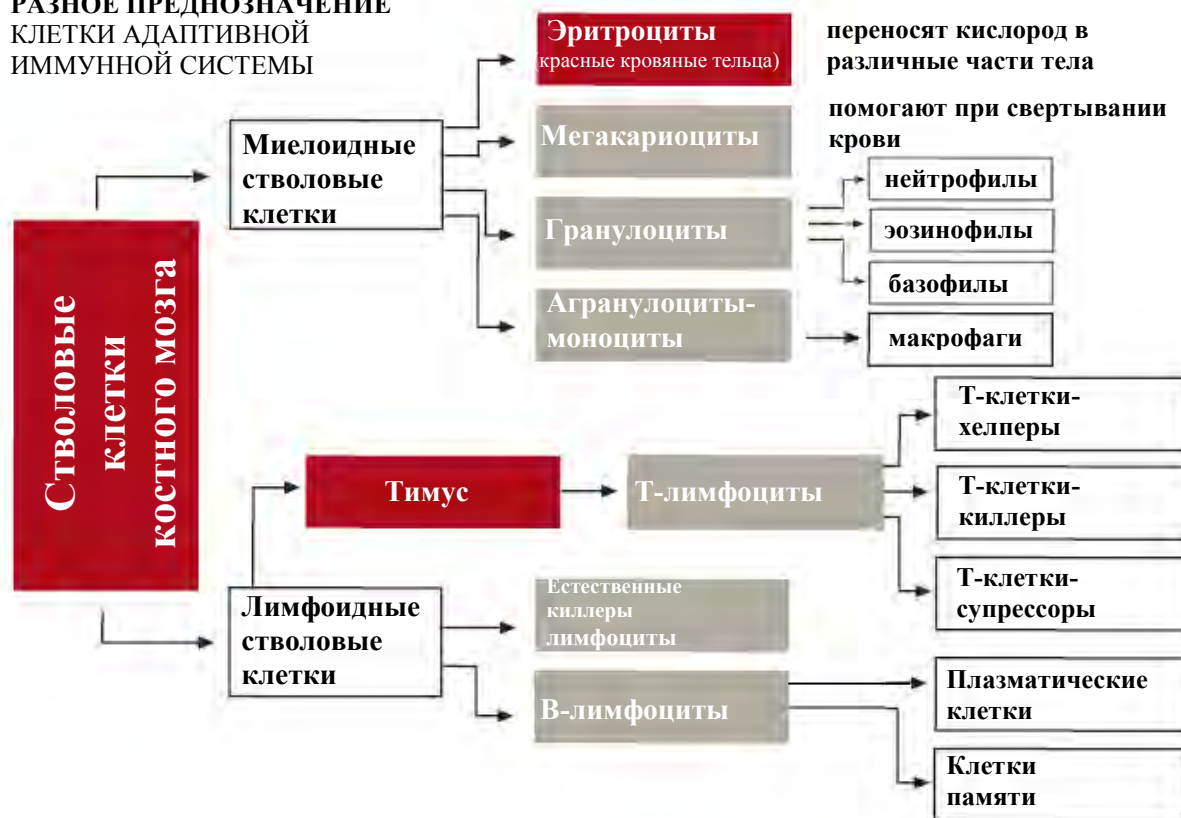 РАЗНОЕ ПРЕДНОЗНАЧЕНИЕ
КЛЕТКИ АДАПТИВНОЙ
ИММУННОЙ СИСТЕМЫ
Стволовые
клетки
костного мозга
Миелоидные
стволовые
клетки
Эритроциты
(красные кровяные тельца)
переносят кислород в
различные части тела
Мегакариоциты
помогают при свертывании
крови
Гранулоциты
нейтрофилы
эозинофилы
базофилы
Агранулоциты-
моноциты
макрофаги
Лимфоидные
стволовые
клетки
Тимус
Т-лимфоциты
Т-клетки-
хелперы
Т-клетки-
киллеры
Т-клетки-
супрессоры
Естественные
киллеры
лимфоциты
В-лимфоциты
Плазматические
клетки
Клетки
памяти